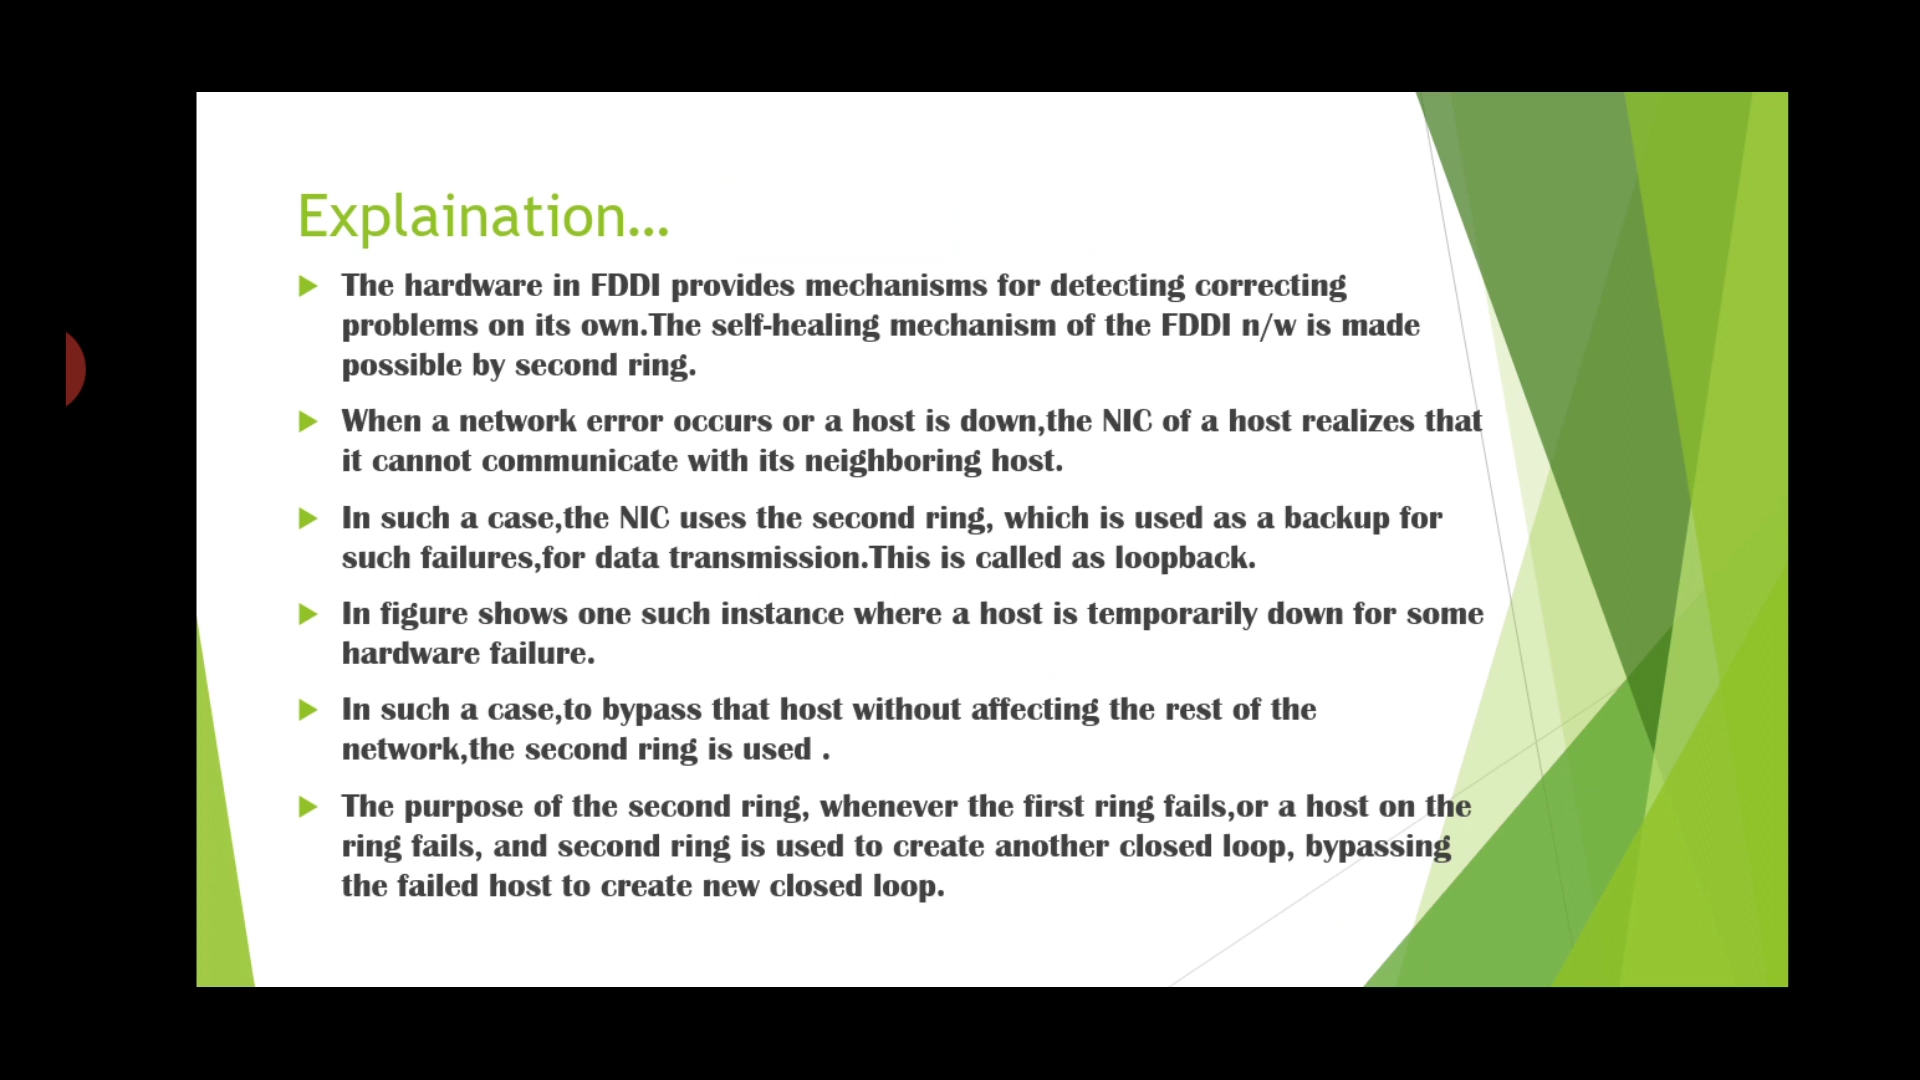 Explaination...
The hardware in FDDI provides mechanisms for detecting correcting
problems on its own.The self-healing mechanism of the FDDI n/w is made
possible by second ring.
When a network error occurs or a host is down,the NIC of a host realizes that
it cannot communicate with its neighboring host.
In such a case,the NIC uses the second ring, which is used as a backup for
such failures,for data transmission.This is called as loopback.
In figure shows one such instance where a host is temporarily down for some
hardware failure.
In such a case,to bypass that host without affecting the rest of the
network,the second ring is used .
The purpose of the second ring, whenever the first ring fails,or a host on the
ring fails, and second ring is used to create another closed loop, bypassing
the failed host to create new closed loop.